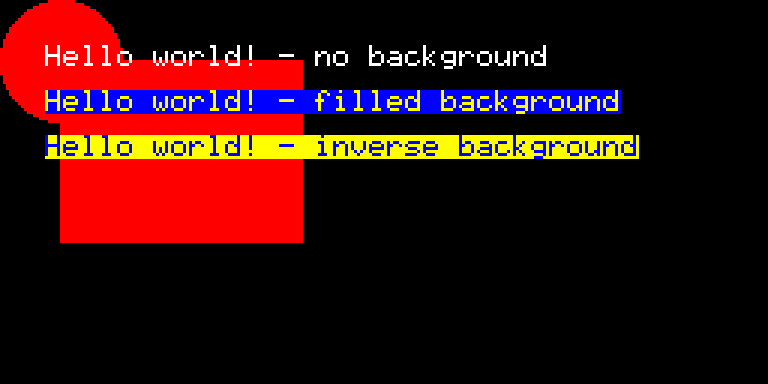 Hello world! - no background
Hello world! - filled background
Hello world! - inverse background